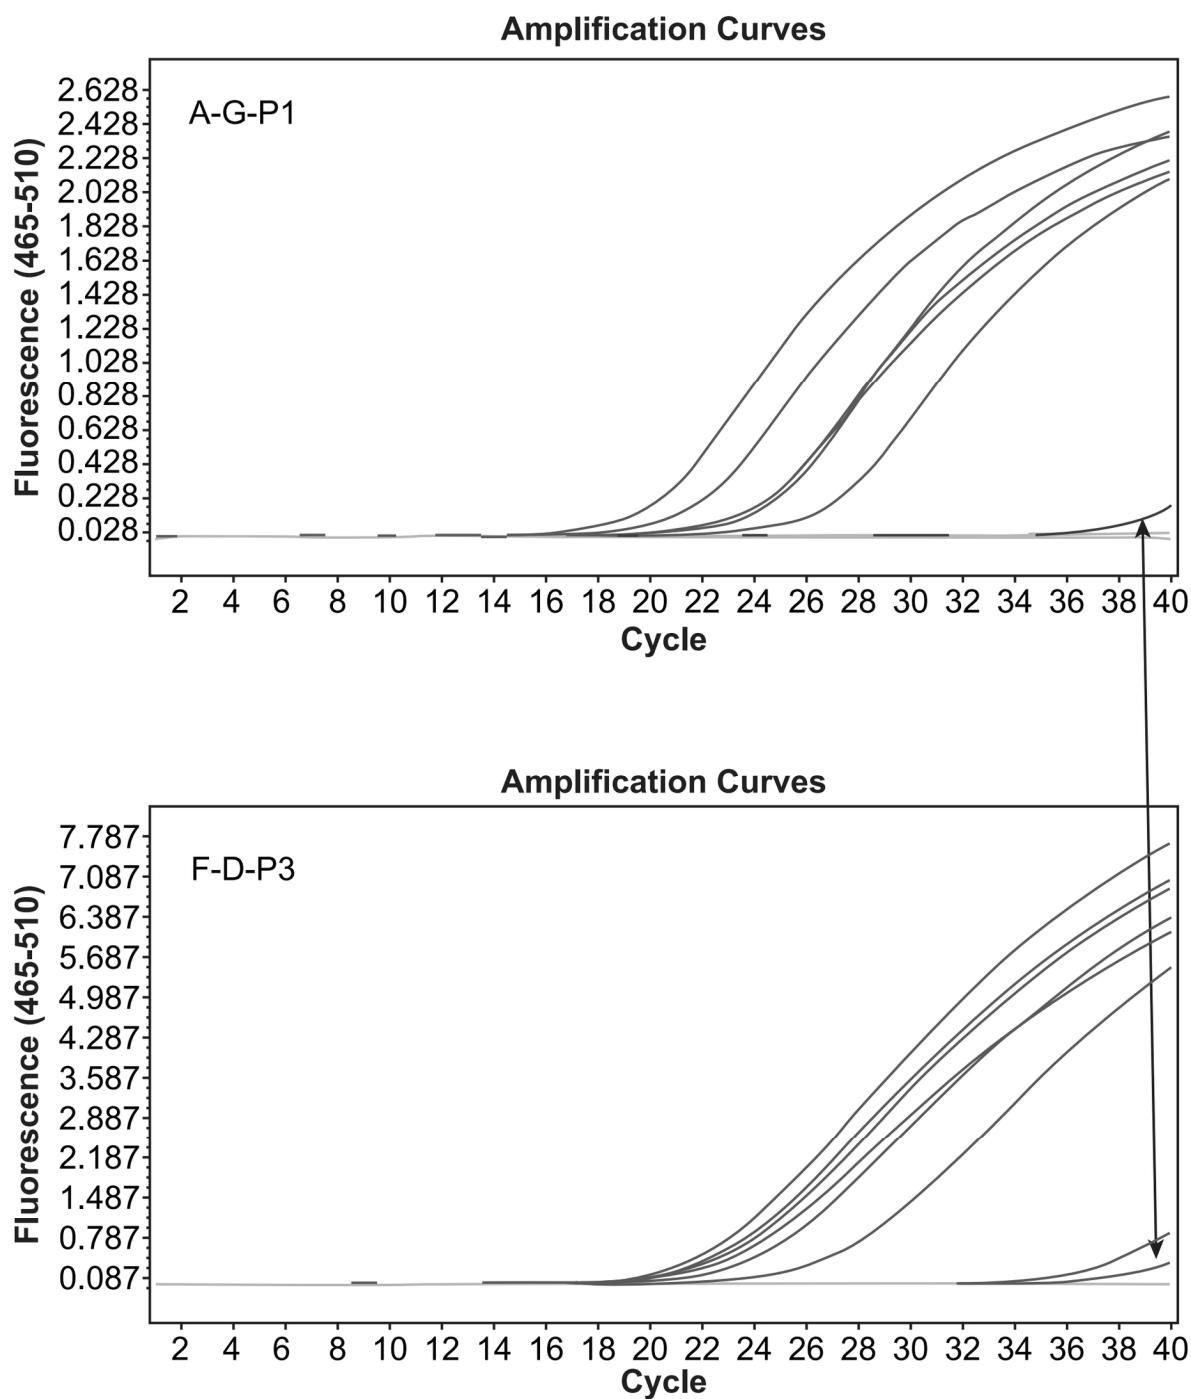 Amplification Curves
A-G-P1
Fluorescence (465-510)
2.628
2.428
2.228
2.028
1.828
1.628
1.428
1.228
1.028
0.828
0.628
0.428
0.228
0.028
2 4 6 8 10 12 14 16 18 20 22 24 26 28 30 32 34 36 38 40
Cycle
Amplification Curves
F-D-P3
Fluorescence (465-510)
7.787
7.087
6.387
5.687
4.987
4.287
3.587
2.887
2.187
1.487
0.787
0.087
2 4 6 8 10 12 14 16 18 20 22 24 26 28 30 32 34 36 38 40
Cycle